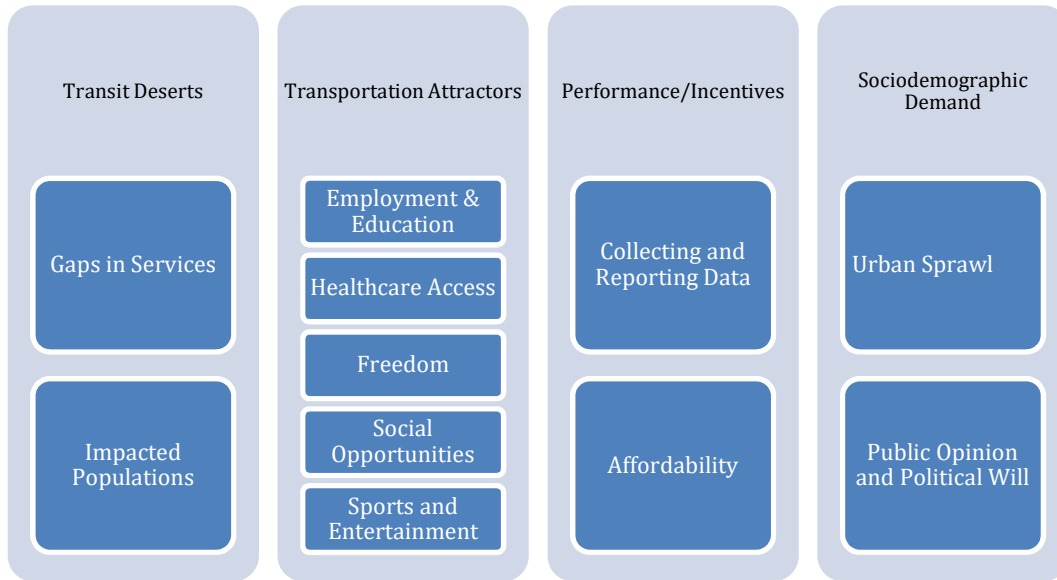 Transit Deserts
Gaps in Services
Impacted
Populations
Transportation Attractors
Employment &
Education
Healthcare Access
Freedom
Social
Opportunities
Sports and
Entertainment
Performance/Incentives
Collecting and
Reporting Data
Affordability
Sociodemographic
Demand
Urban Sprawl
Public Opinion
and Political Will